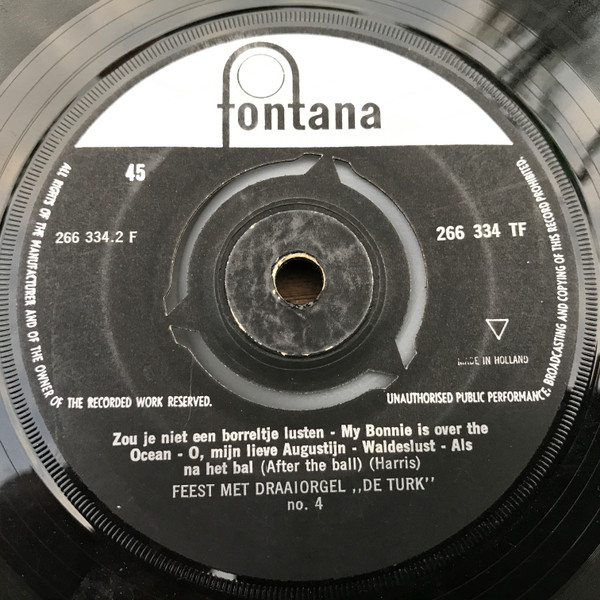 fontana
45
266 334.2 F
266 334 TF
MADE IN HOLLAND
ALL RIGHTS OF THE MANUFACTURER AND OF THE OWNER OF THE RECORDED WORK RESERVED.
UNAUTHORISED PUBLIC PERFORMANCE, BROADCASTING AND COPYING OF THIS RECORD PROHIBITED.
Zou je niet een borreltje lusten - My Bonnie is over the
Ocean - O, mijn lieve Augustijn - Waldeslust - Als
na het bal (After the ball) (Harris)
FEEST MET DRAAIORGEL ,,DE TURK''
no. 4